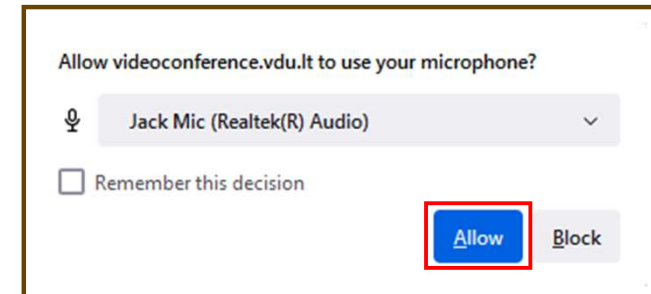 Allow videoconference.vdu.lt to use your microphone?
Jack Mic (Realtek(R) Audio)
Remember this decision
Allow Block